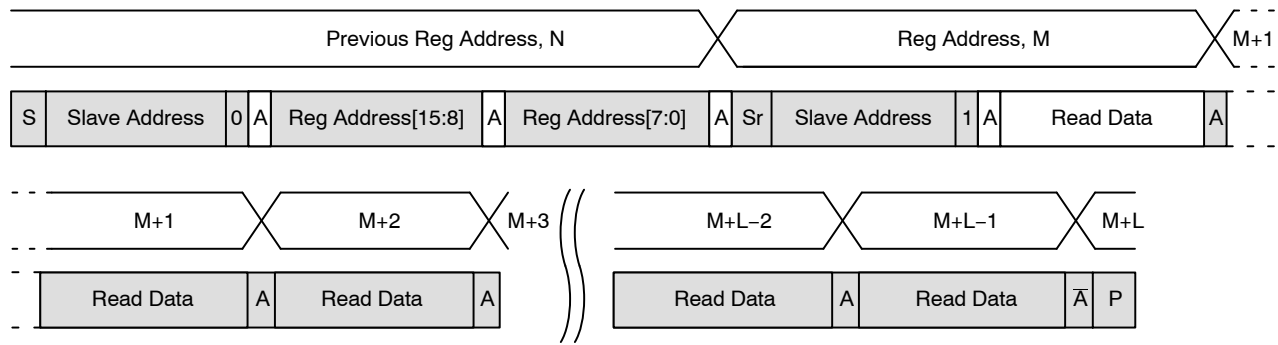 Previous Reg Address, N Reg Address, M M+1
S Slave Address 0 A Reg Address[15:8] A Reg Address[7:0] A Sr Slave Address 1 A Read Data A
M+1 M+2 M+3 M+L−2 M+L−1 M+L
Read Data A Read Data A Read Data A Read Data A̅ P